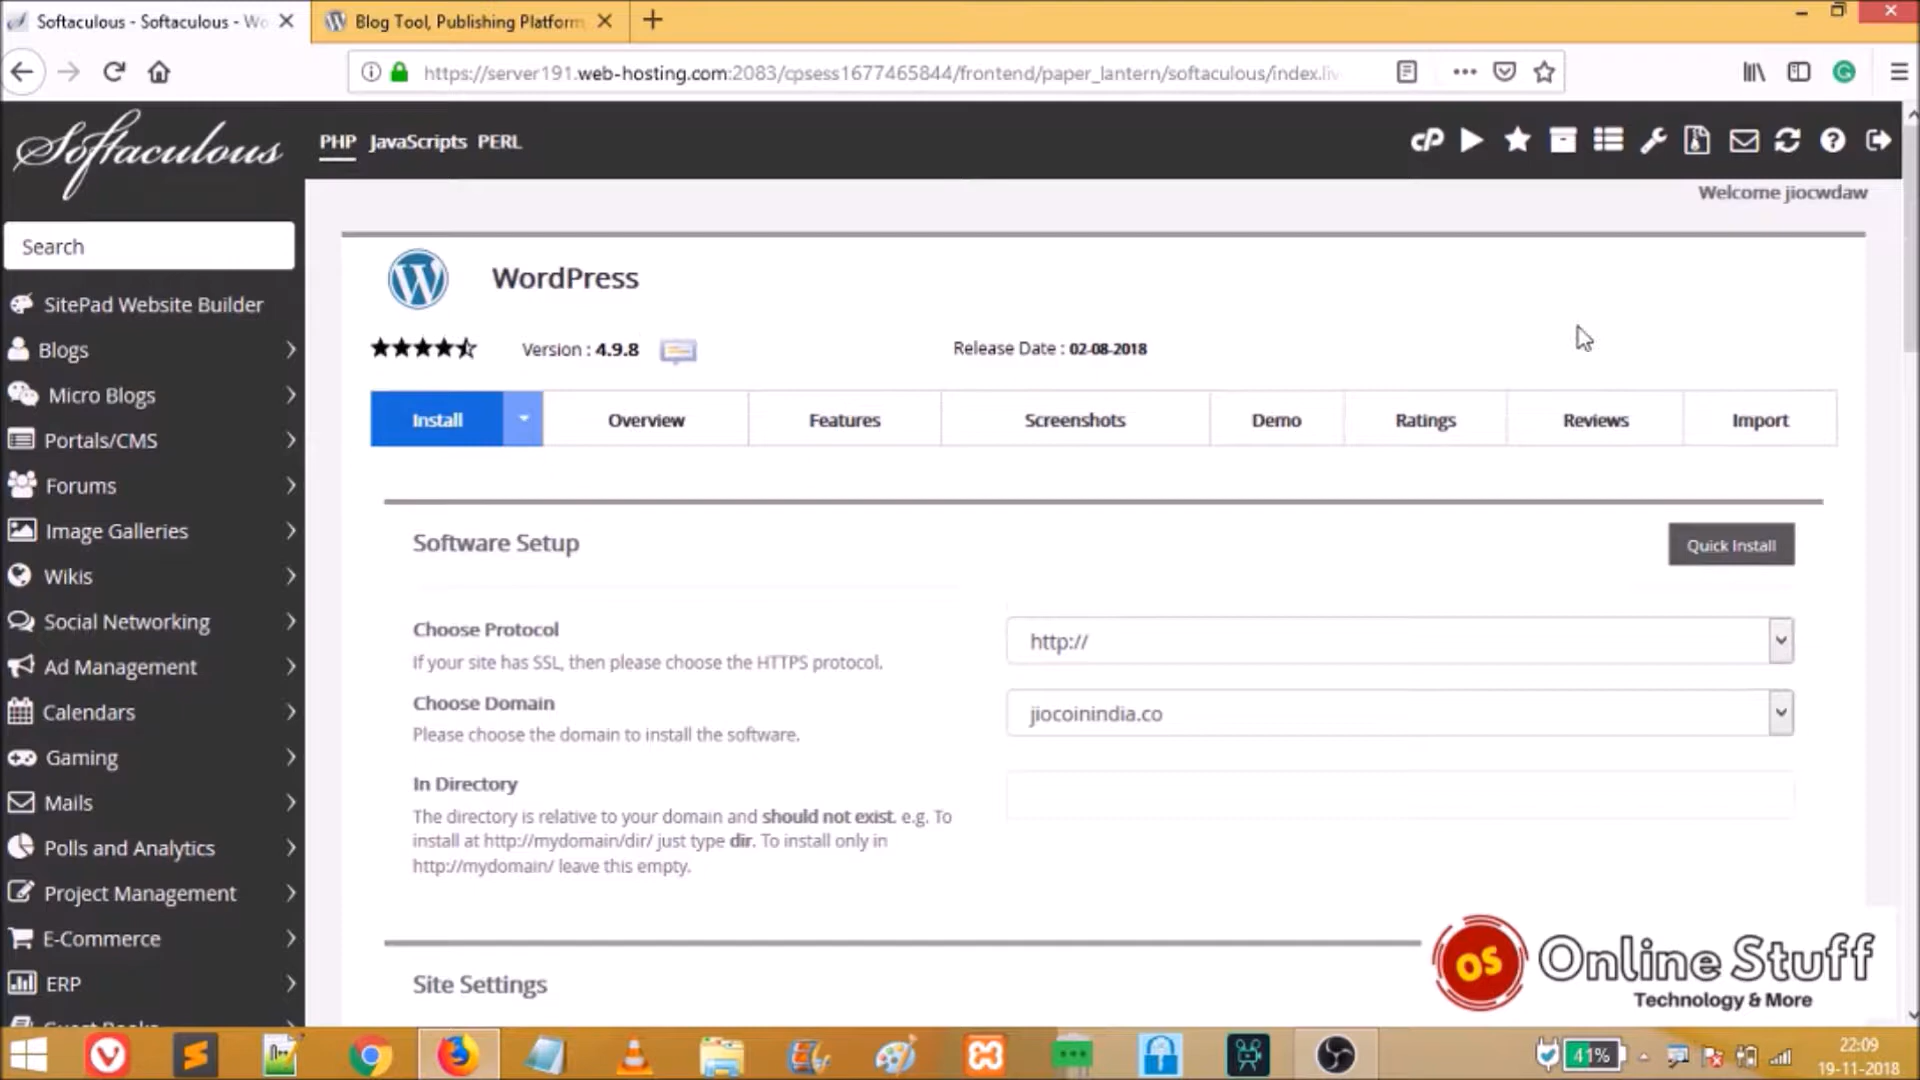 Softaculous - Softaculous - Wo
Blog Tool, Publishing Platform,
https://server191.web-hosting.com:2083/cpsess1677465844/frontend/paper_lantern/softaculous/index.liv
Softaculous
PHP JavaScripts PERL
cP
Welcome jiocwdaw
Search
SitePad Website Builder
Blogs
Micro Blogs
Portals/CMS
Forums
Image Galleries
Wikis
Social Networking
Ad Management
Calendars
Gaming
Mails
Polls and Analytics
Project Management
E-Commerce
ERP
WordPress
Version : 4.9.8
Release Date : 02-08-2018
Install
Overview
Features
Screenshots
Demo
Ratings
Reviews
Import
Software Setup
Quick Install
Choose Protocol
If your site has SSL, then please choose the HTTPS protocol.
http://
Choose Domain
Please choose the domain to install the software.
jiocoinindia.co
In Directory
The directory is relative to your domain and should not exist. e.g. To
install at http://mydomain/dir/ just type dir. To install only in
http://mydomain/ leave this empty.
Site Settings
OS
Online Stuff
Technology & More
41%
22:09
19-11-2018